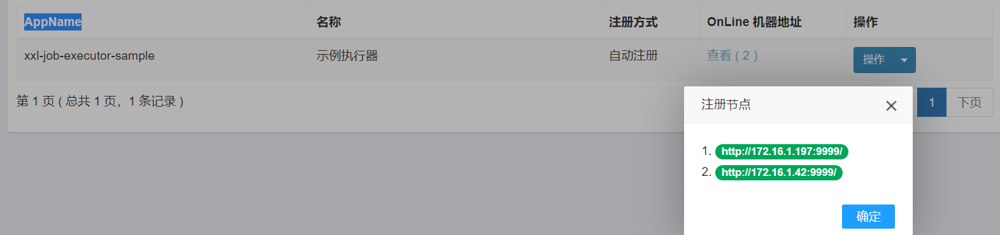 AppName 名称 注册方式 OnLine 机器地址 操作
xxl-job-executor-sample 示例执行器 自动注册 查看 ( 2 ) 操作
第 1 页 ( 总共 1 页，1 条记录 ) 1 下页
注册节点
1. http://172.16.1.197:9999/
2. http://172.16.1.42:9999/
确定